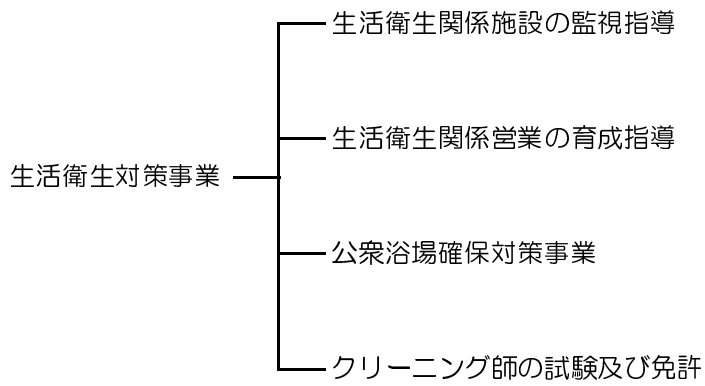 生活衛生関係施設の監視指導
生活衛生関係営業の育成指導
生活衛生対策事業
公衆浴場確保対策事業
クリーニング師の試験及び免許